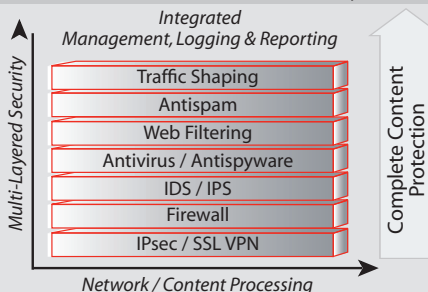 Integrated
Management, Logging & Reporting
Multi-Layered Security
Traffic Shaping
Antispam
Web Filtering
Antivirus / Antispyware
IDS / IPS
Firewall
IPsec / SSL VPN
Network / Content Processing
Complete Content
Protection